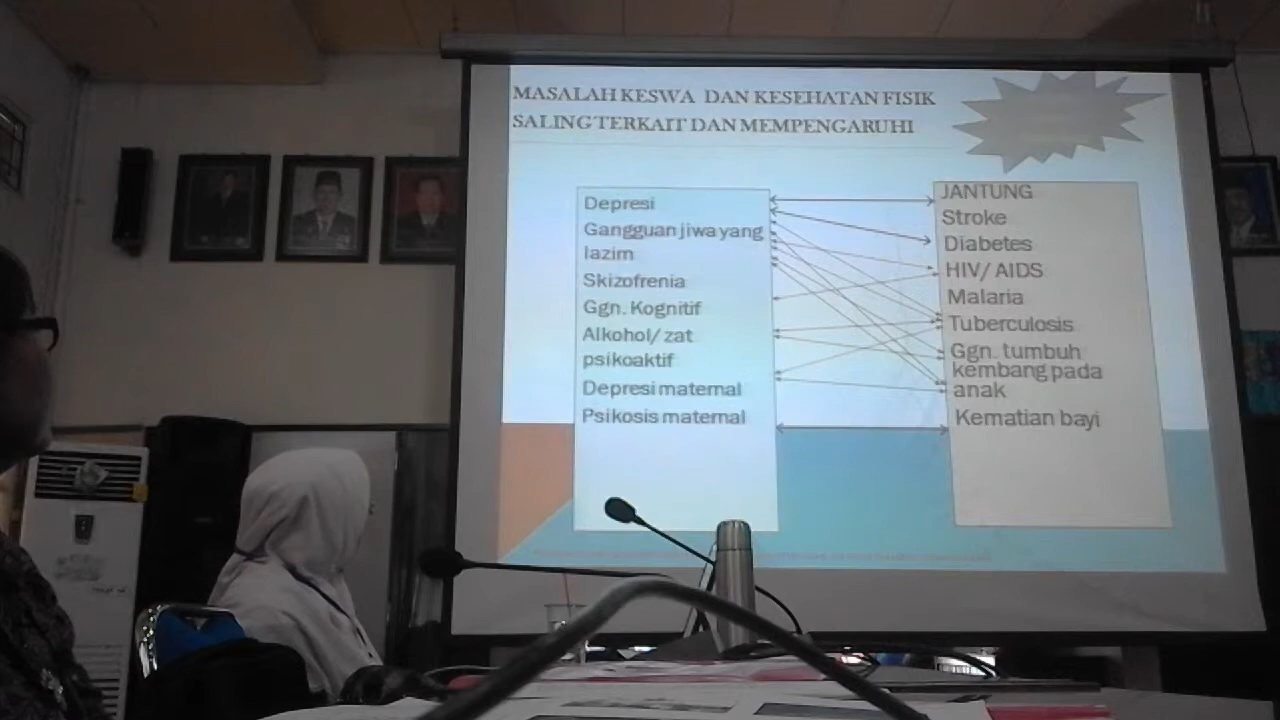 MASALAH KESWA DAN KESEHATAN FISIK
SALING TERKAIT DAN MEMPENGARUHI
Depresi
Gangguan jiwa yang
lazim
Skizofrenia
Ggn. Kognitif
Alkohol/ zat
psikoaktif
Depresi maternal
Psikosis maternal
JANTUNG
Stroke
Diabetes
HIV/ AIDS
Malaria
Tuberculosis
Ggn. tumbuh
kembang pada
anak
Kematian bayi